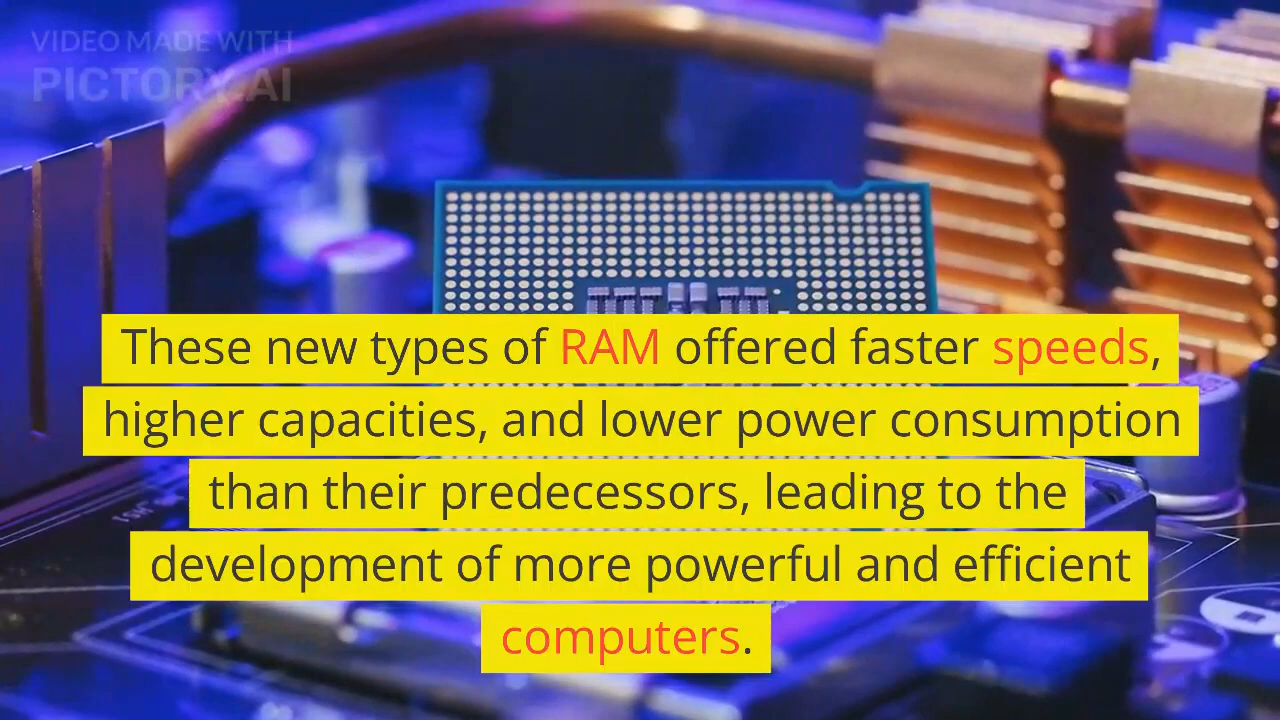 VIDEO MADE WITH
PICTORY.AI
These new types of RAM offered faster speeds,
higher capacities, and lower power consumption
than their predecessors, leading to the
development of more powerful and efficient
computers.